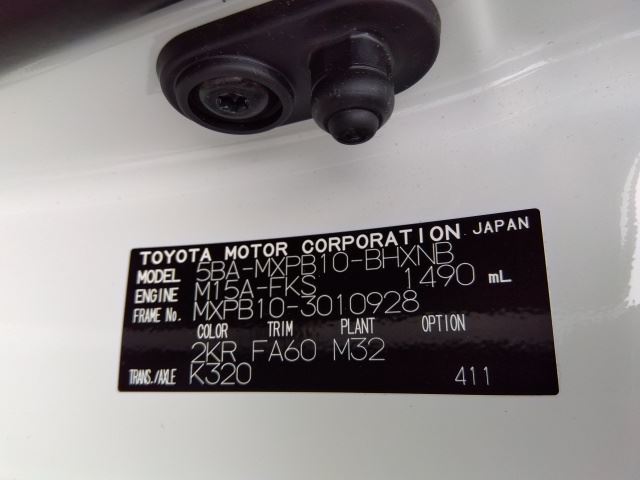 TOYOTA MOTOR CORPORATION JAPAN
MODEL 5BA-MXPB10-BHXNB
ENGINE M15A-FKS 1490 mL
FRAME No. MXPB10-3010928
COLOR TRIM PLANT OPTION
2KR FA60 M32
TRANS./AXLE K320 411